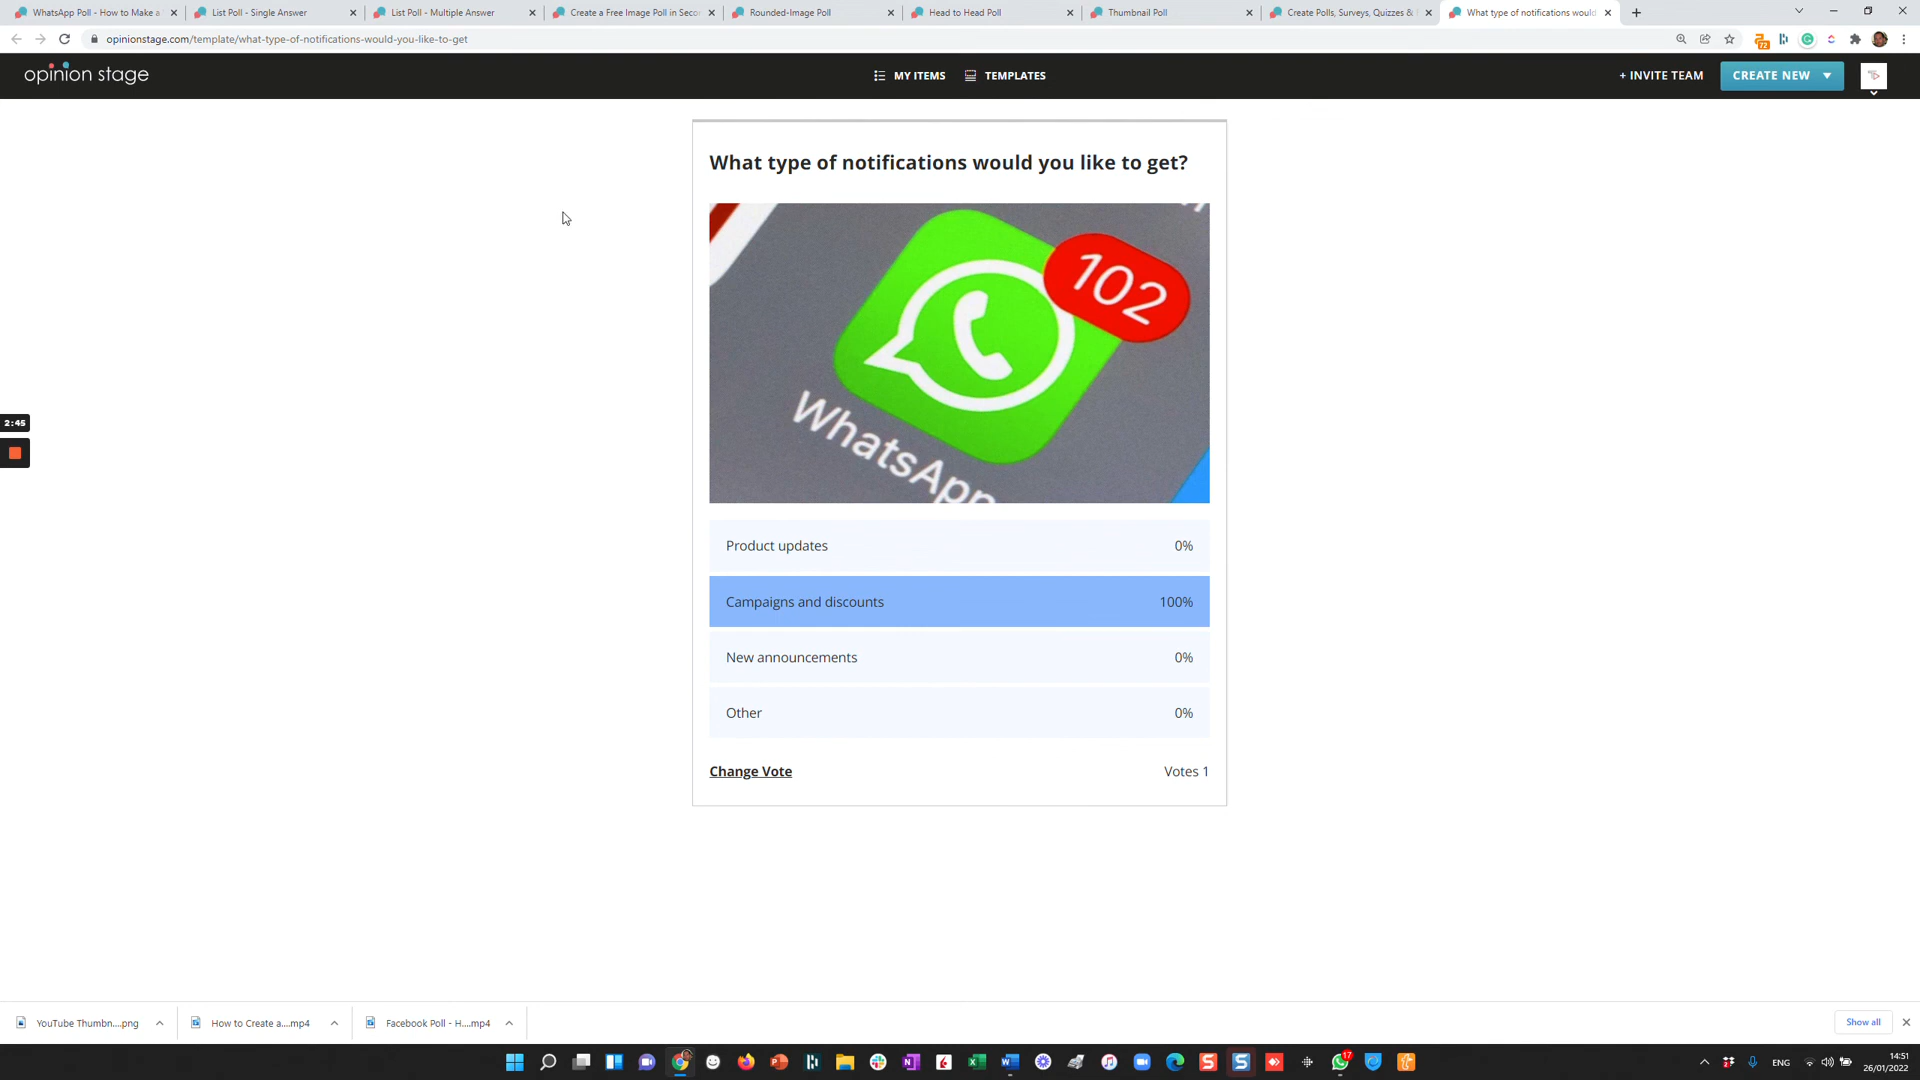 WhatsApp Poll - How to Make a
List Poll - Single Answer
List Poll - Multiple Answer
Create a Free Image Poll in Seco
Rounded-Image Poll
Head to Head Poll
Thumbnail Poll
Create Polls, Surveys, Quizzes &
What type of notifications would
opinionstage.com/template/what-type-of-notifications-would-you-like-to-get
72
opinion stage
MY ITEMS
TEMPLATES
+ INVITE TEAM
CREATE NEW
What type of notifications would you like to get?
102
WhatsApp
2:45
Product updates 0%
Campaigns and discounts 100%
New announcements 0%
Other 0%
Change Vote
Votes 1
YouTube Thumbn....png
How to Create a....mp4
Facebook Poll - H....mp4
Show all
17
ENG
14:51
26/01/2022